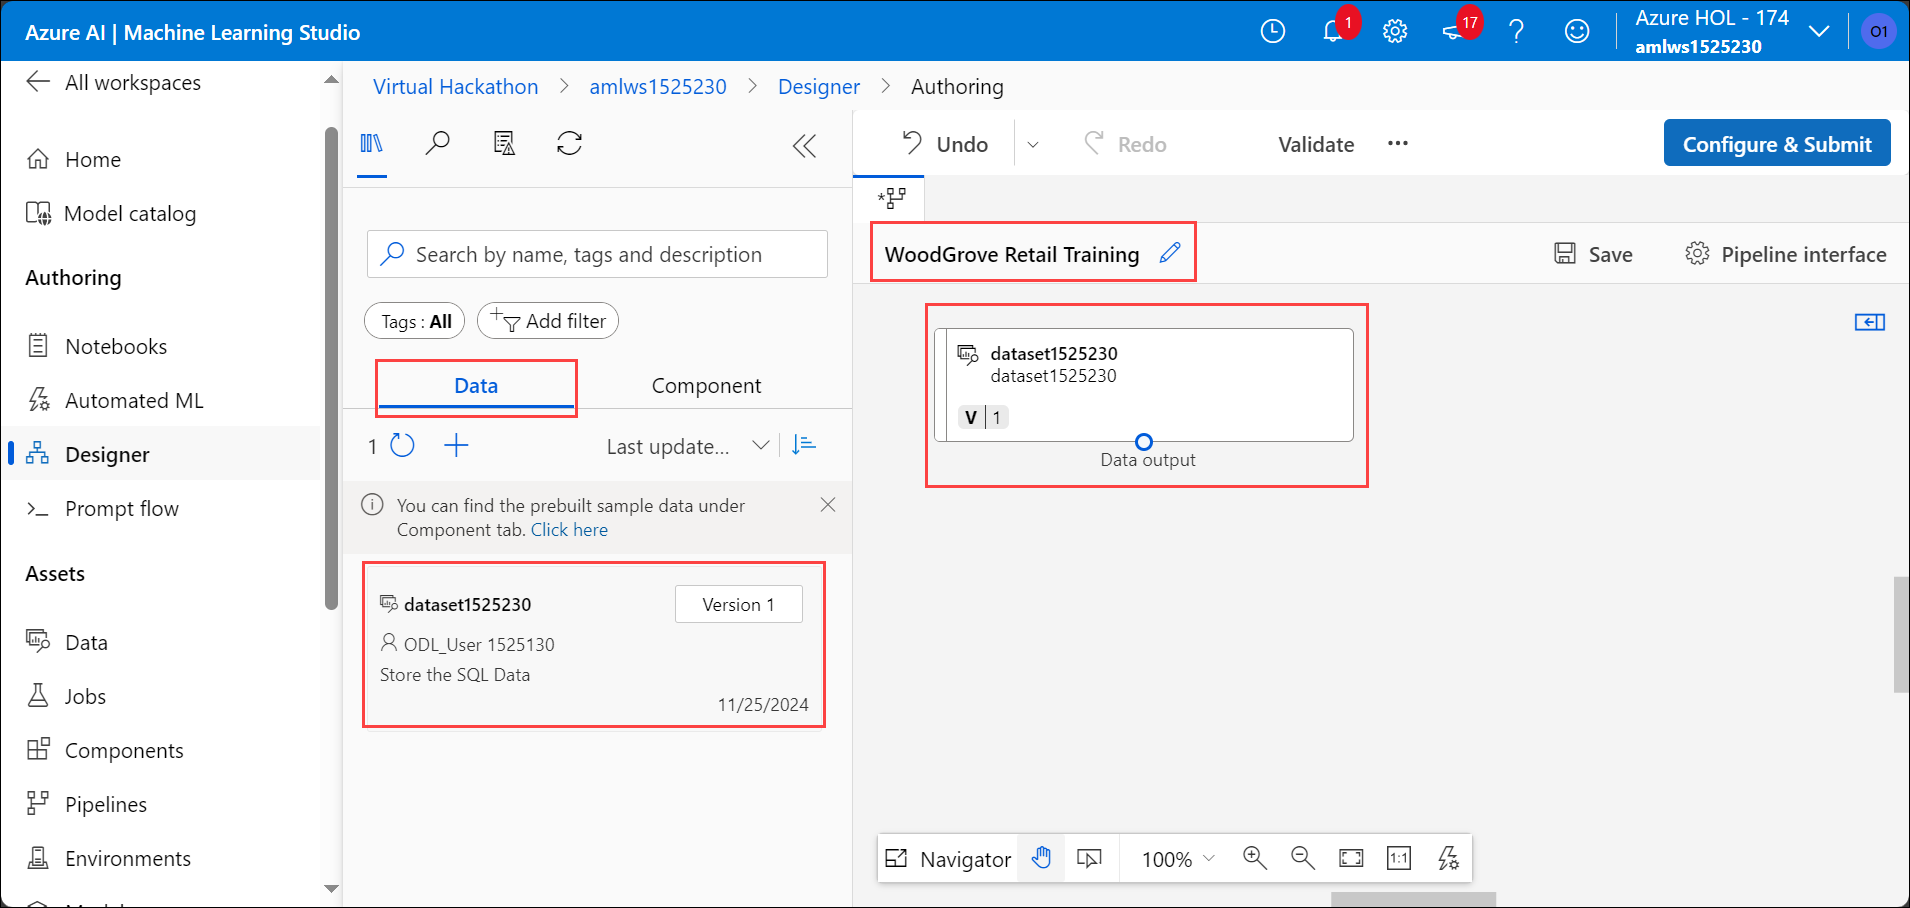 Azure AI | Machine Learning Studio
1
17
Azure HOL - 174
amlws1525230
O1
All workspaces
Home
Model catalog
Authoring
Notebooks
Automated ML
Designer
Prompt flow
Assets
Data
Jobs
Components
Pipelines
Environments
Virtual Hackathon > amlws1525230 > Designer > Authoring
Search by name, tags and description
Tags : All
Add filter
Data
Component
1
Last update...
You can find the prebuilt sample data under
Component tab. Click here
dataset1525230
Version 1
ODL_User 1525130
Store the SQL Data
11/25/2024
Undo
Redo
Validate
Configure & Submit
WoodGrove Retail Training
Save
Pipeline interface
dataset1525230
dataset1525230
V | 1
Data output
Navigator
100%
1:1